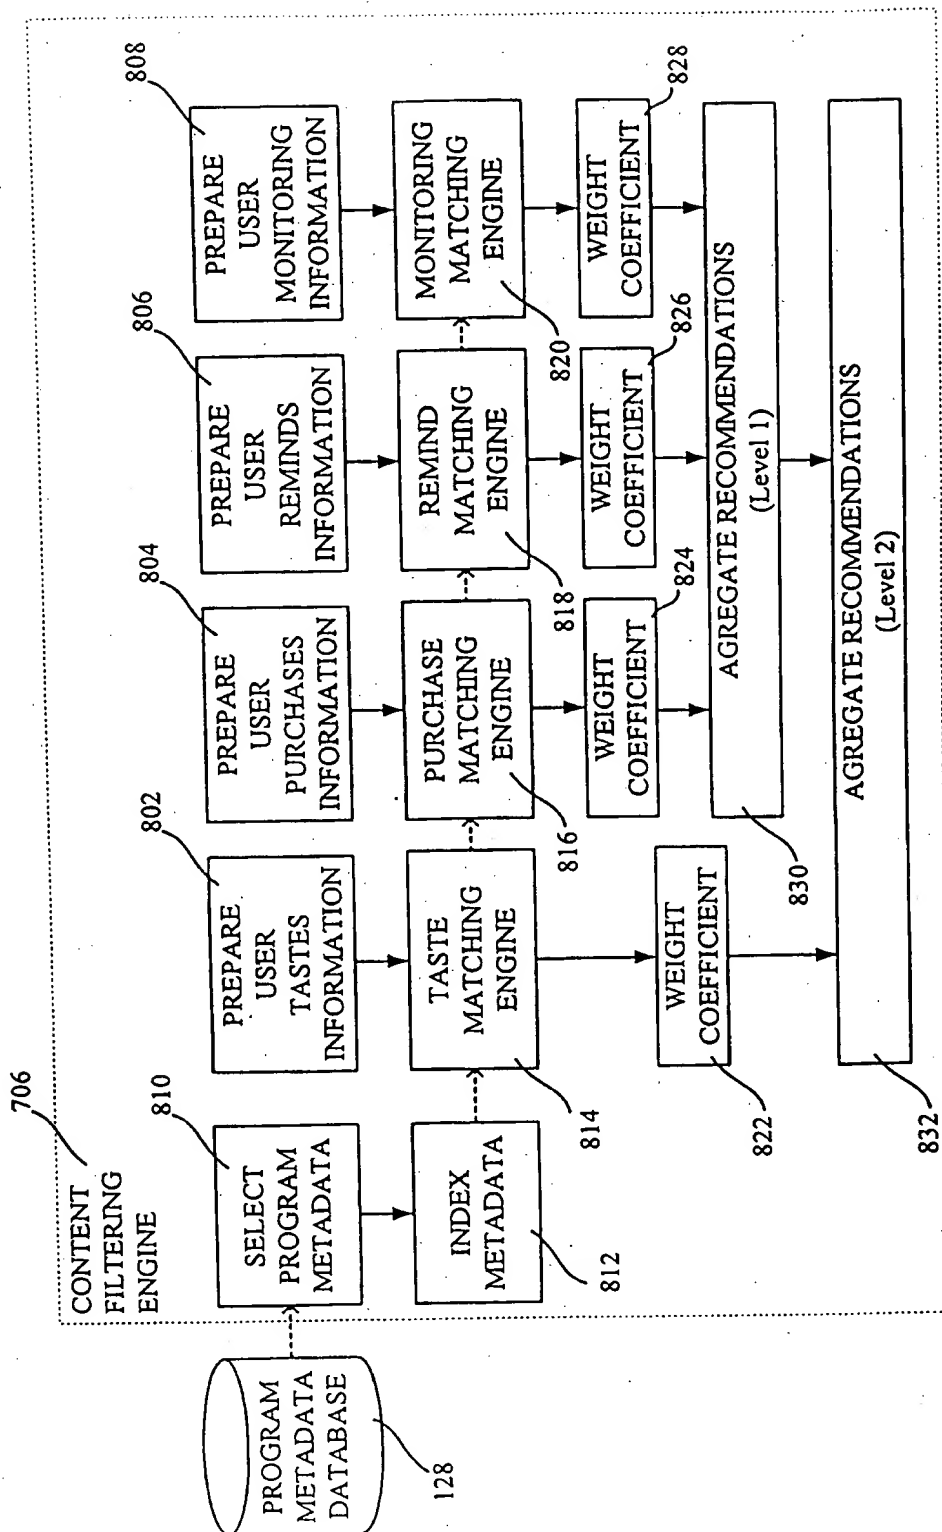 706
CONTENT
FILTERING
ENGINE
PROGRAM
METADATA
DATABASE
128
810
SELECT
PROGRAM
METADATA
INDEX
METADATA
812
802
PREPARE
USER
TASTES
INFORMATION
TASTE
MATCHING
ENGINE
814
WEIGHT
COEFFICIENT
822
804
PREPARE
USER
PURCHASES
INFORMATION
PURCHASE
MATCHING
ENGINE
816
WEIGHT
COEFFICIENT
824
806
PREPARE
USER
REMINDS
INFORMATION
REMIND
MATCHING
ENGINE
818
WEIGHT
COEFFICIENT
826
808
PREPARE
USER
MONITORING
INFORMATION
MONITORING
MATCHING
ENGINE
820
WEIGHT
COEFFICIENT
828
AGREGATE RECOMMENDATIONS
(Level 1)
830
AGREGATE RECOMMENDATIONS
(Level 2)
832